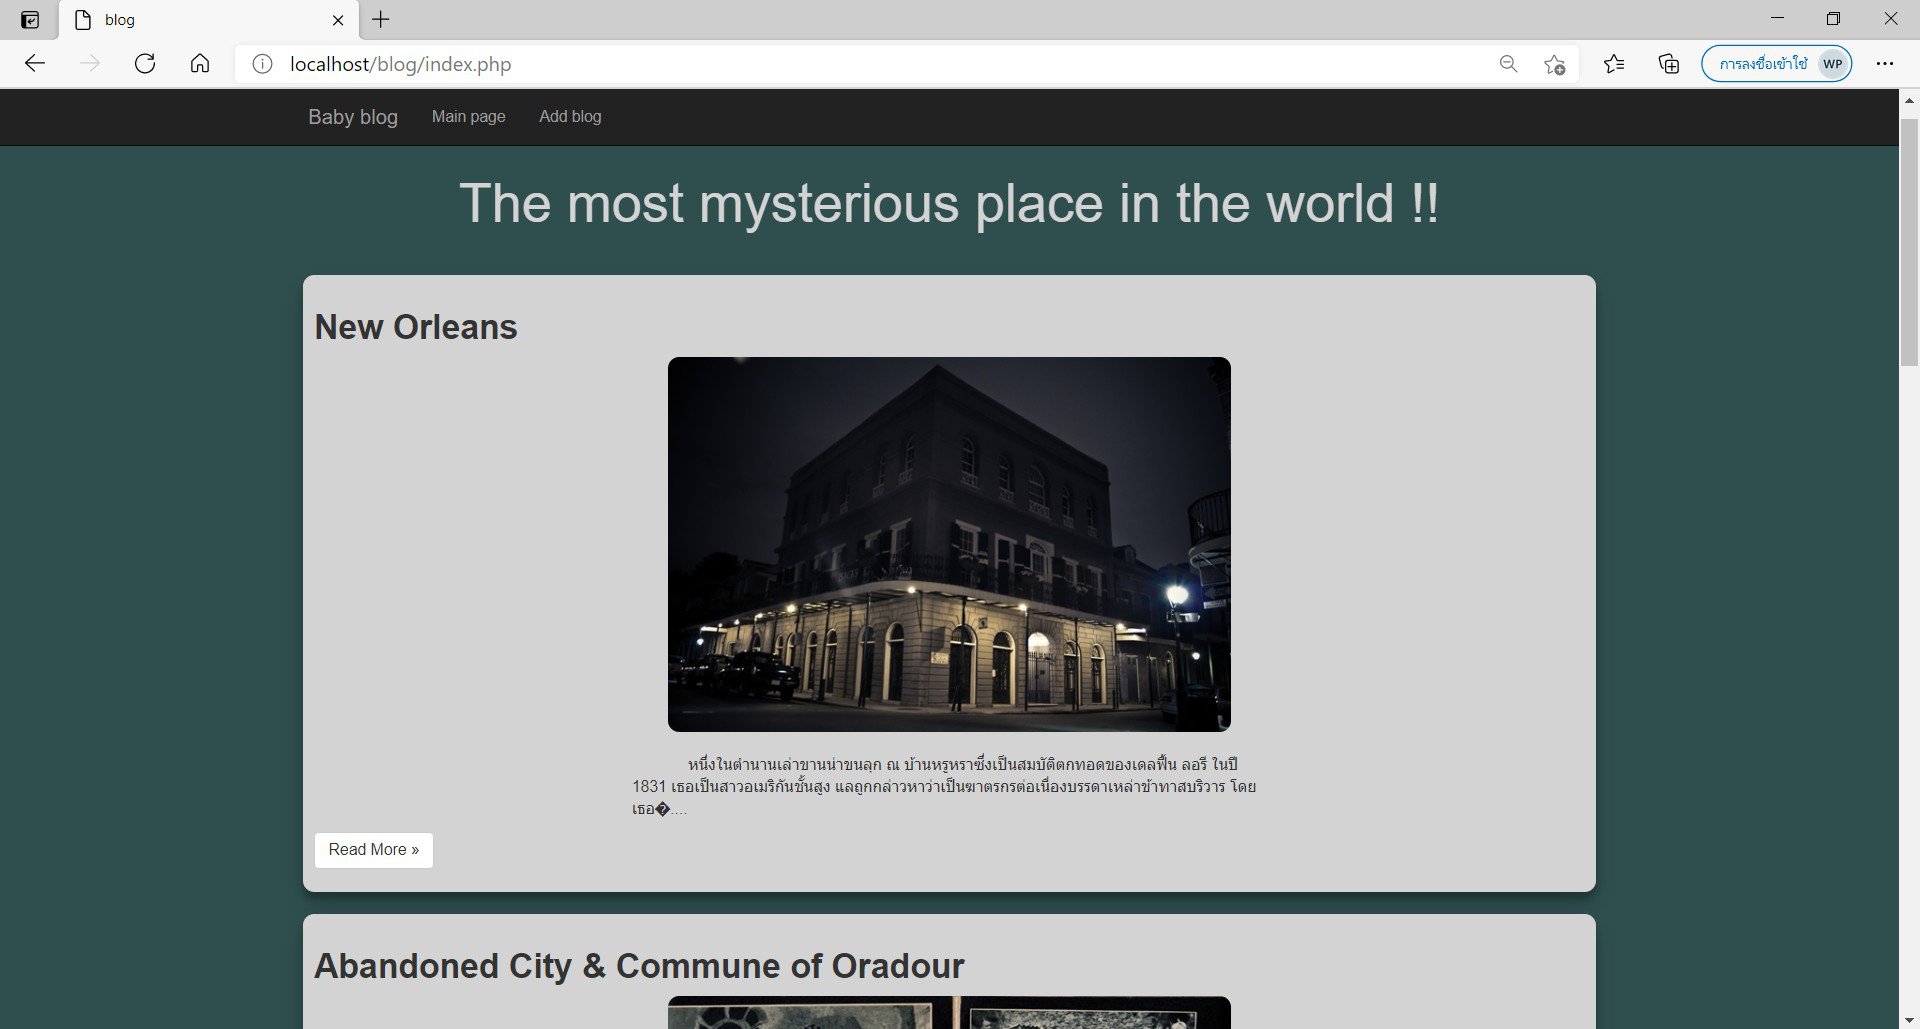 blog
localhost/blog/index.php
การลงชื่อเข้าใช้ WP
Baby blog Main page Add blog
The most mysterious place in the world !!
New Orleans
หนึ่งในตำนานเล่าขานน่าขนลุก ณ บ้านหรูหราซึ่งเป็นสมบัติตกทอดของเดลฟิ้น ลอรี ในปี
1831 เธอเป็นสาวอเมริกันชั้นสูง แลถูกกล่าวหาว่าเป็นฆาตรกรต่อเนื่องบรรดาเหล่าข้าทาสบริวาร โดย
เธอ�....
Read More »
Abandoned City & Commune of Oradour